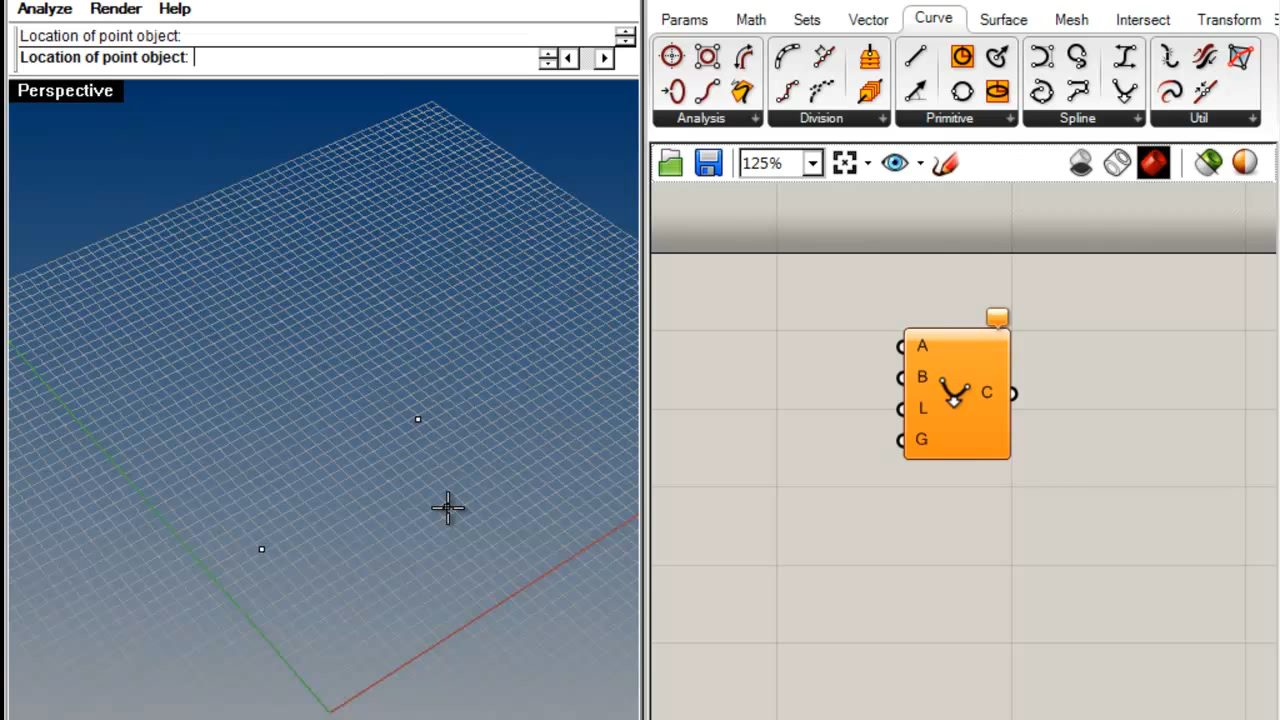 Analyze Render Help
Location of point object:
Location of point object:
Perspective
Params Math Sets Vector Curve Surface Mesh Intersect Transform
Analysis Division Primitive Spline Util
125%
A
B
L
G
C